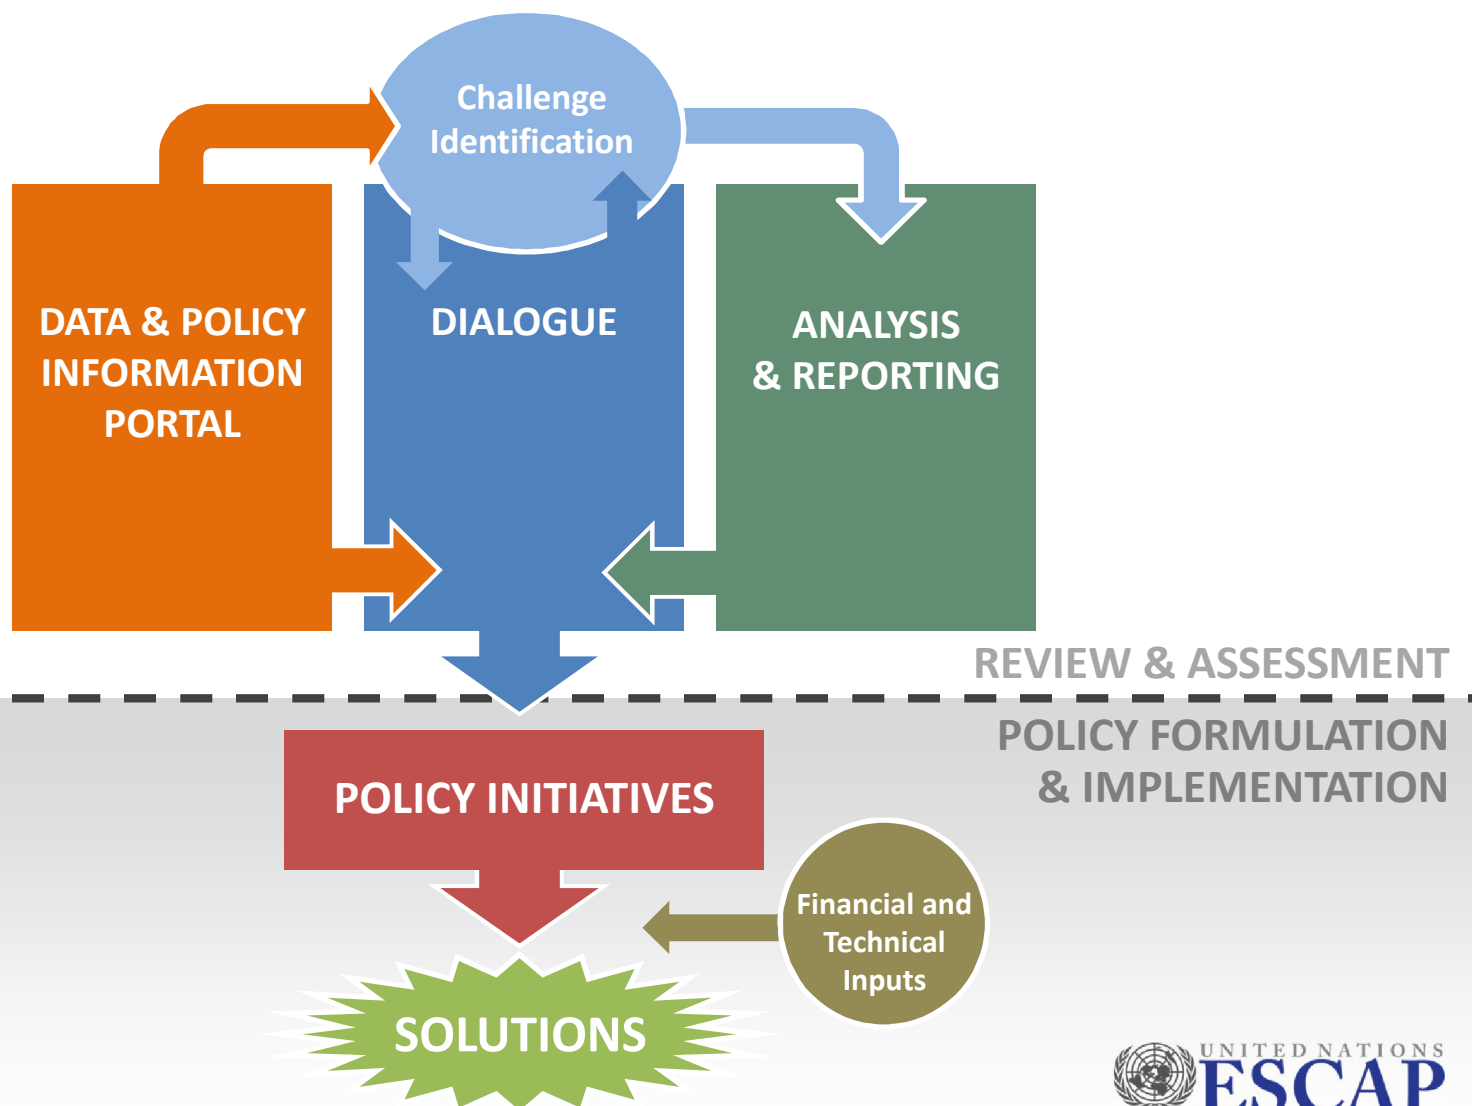 Challenge
Identification
DATA & POLICY
INFORMATION
PORTAL
DIALOGUE
ANALYSIS
& REPORTING
REVIEW & ASSESSMENT
POLICY FORMULATION
& IMPLEMENTATION
POLICY INITIATIVES
Financial and
Technical
Inputs
SOLUTIONS
UNITED NATIONS
ESCAP